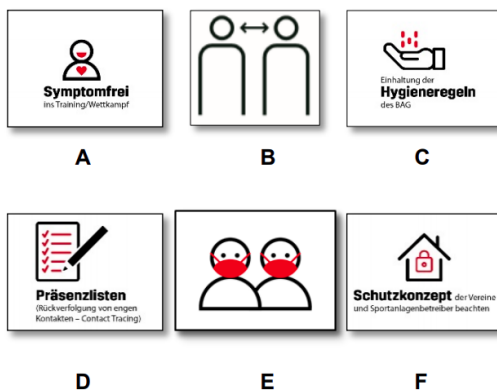 Symptomfrei
ins Training/Wettkampf
Einhaltung der
Hygieneregeln
des BAG
A
B
C
Präsenzlisten
(Rückverfolgung von engen
Kontakten – Contact Tracing)
Schutzkonzept der Vereine
und Sportanlagenbetreiber beachten
D
E
F